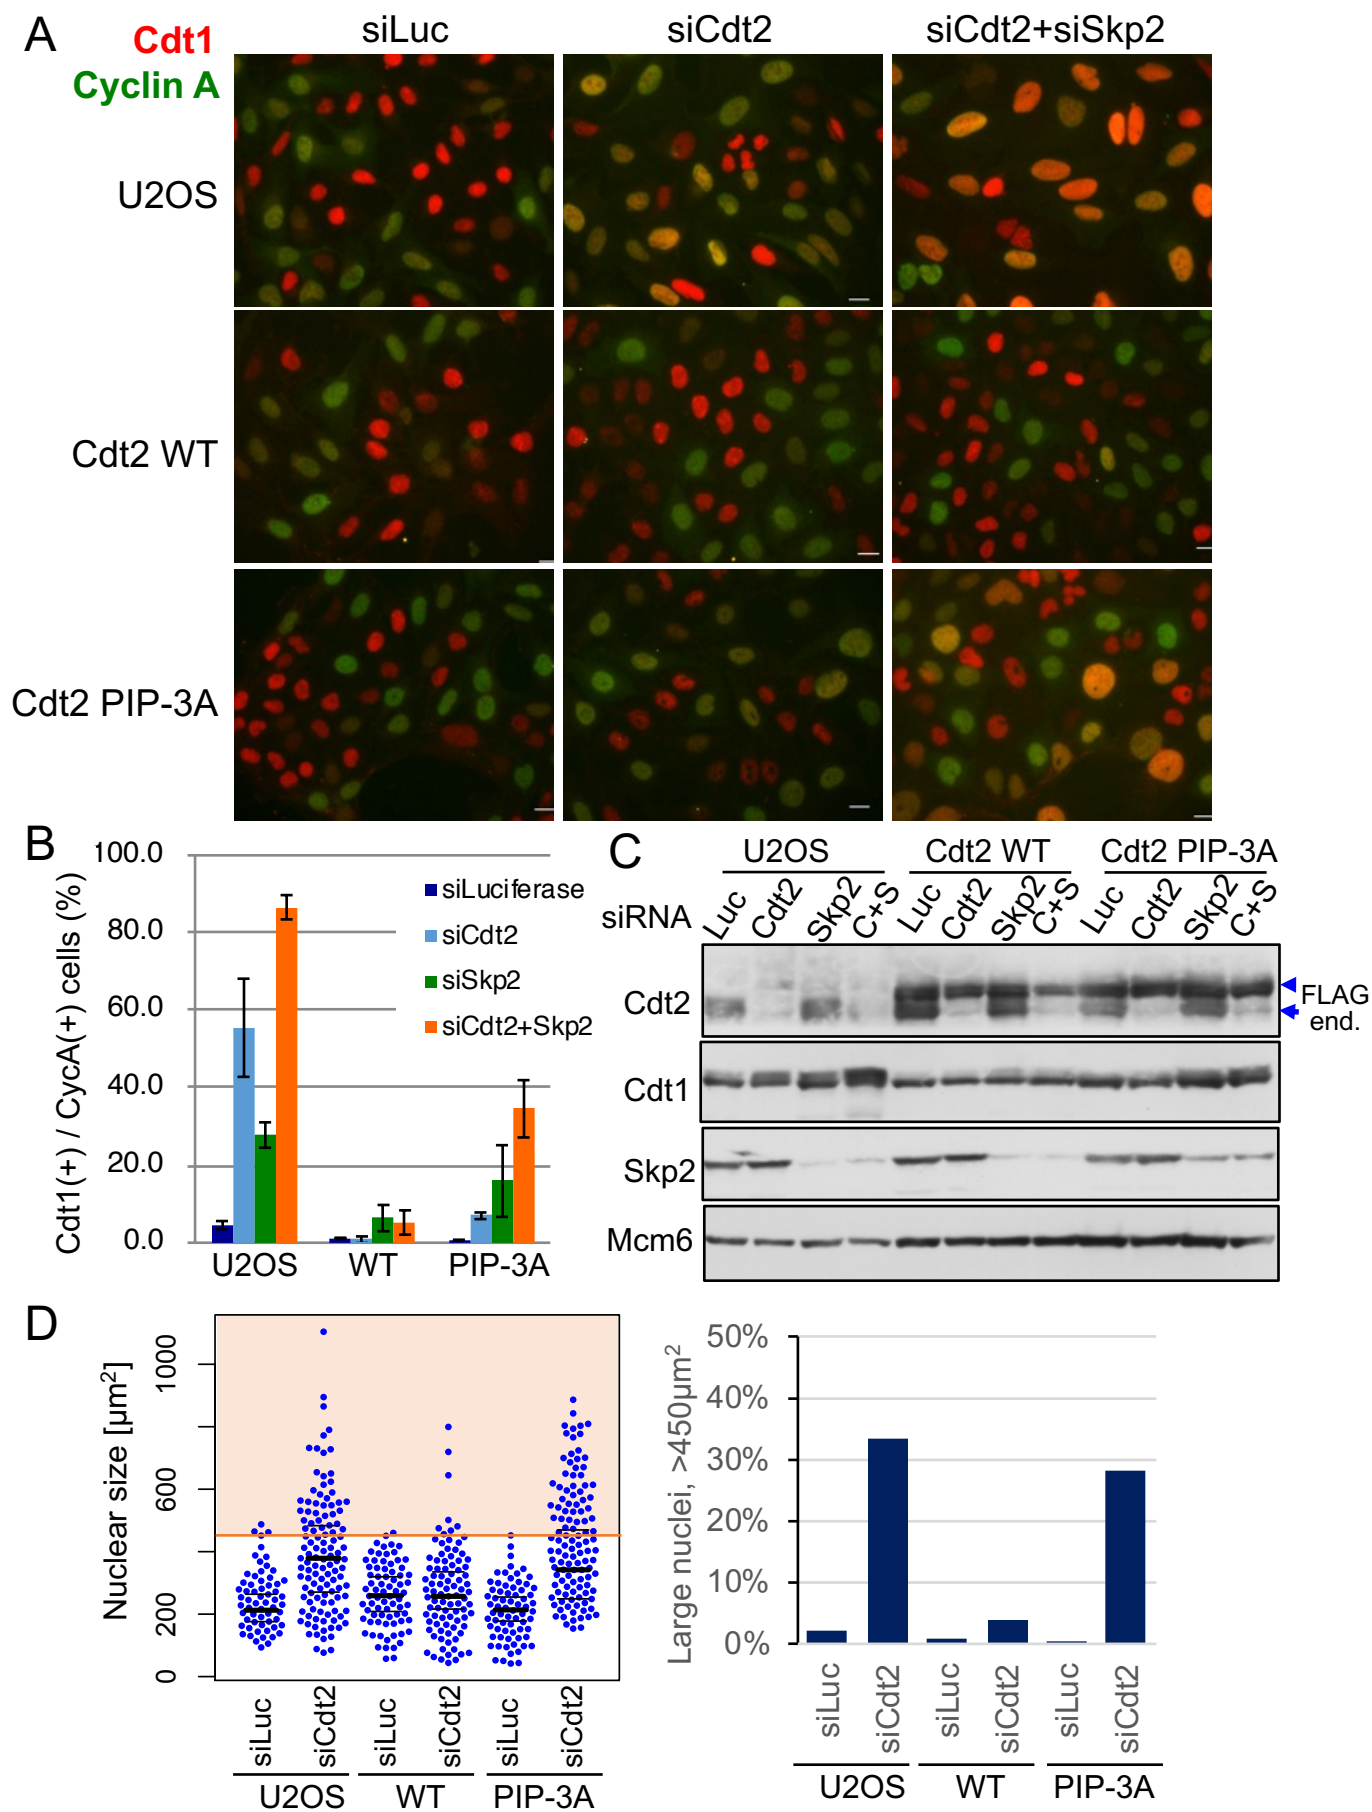 A
Cdt1
Cyclin A
siLuc
siCdt2
siCdt2+siSkp2
U2OS
Cdt2 WT
Cdt2 PIP-3A
B
Cdt1(+) / CycA(+) cells (%)
100.0
80.0
60.0
40.0
20.0
0.0
siLuciferase
siCdt2
siSkp2
siCdt2+Skp2
U2OS
WT
PIP-3A
C
U2OS
Cdt2 WT
Cdt2 PIP-3A
siRNA
Luc
Cdt2
Skp2
C+S
Luc
Cdt2
Skp2
C+S
Luc
Cdt2
Skp2
C+S
Cdt2
FLAG
end.
Cdt1
Skp2
Mcm6
D
Nuclear size [µm²]
1000
600
200
0
siLuc
siCdt2
siLuc
siCdt2
siLuc
siCdt2
U2OS
WT
PIP-3A
Large nuclei, >450µm²
50%
40%
30%
20%
10%
0%
siLuc
siCdt2
siLuc
siCdt2
siLuc
siCdt2
U2OS
WT
PIP-3A